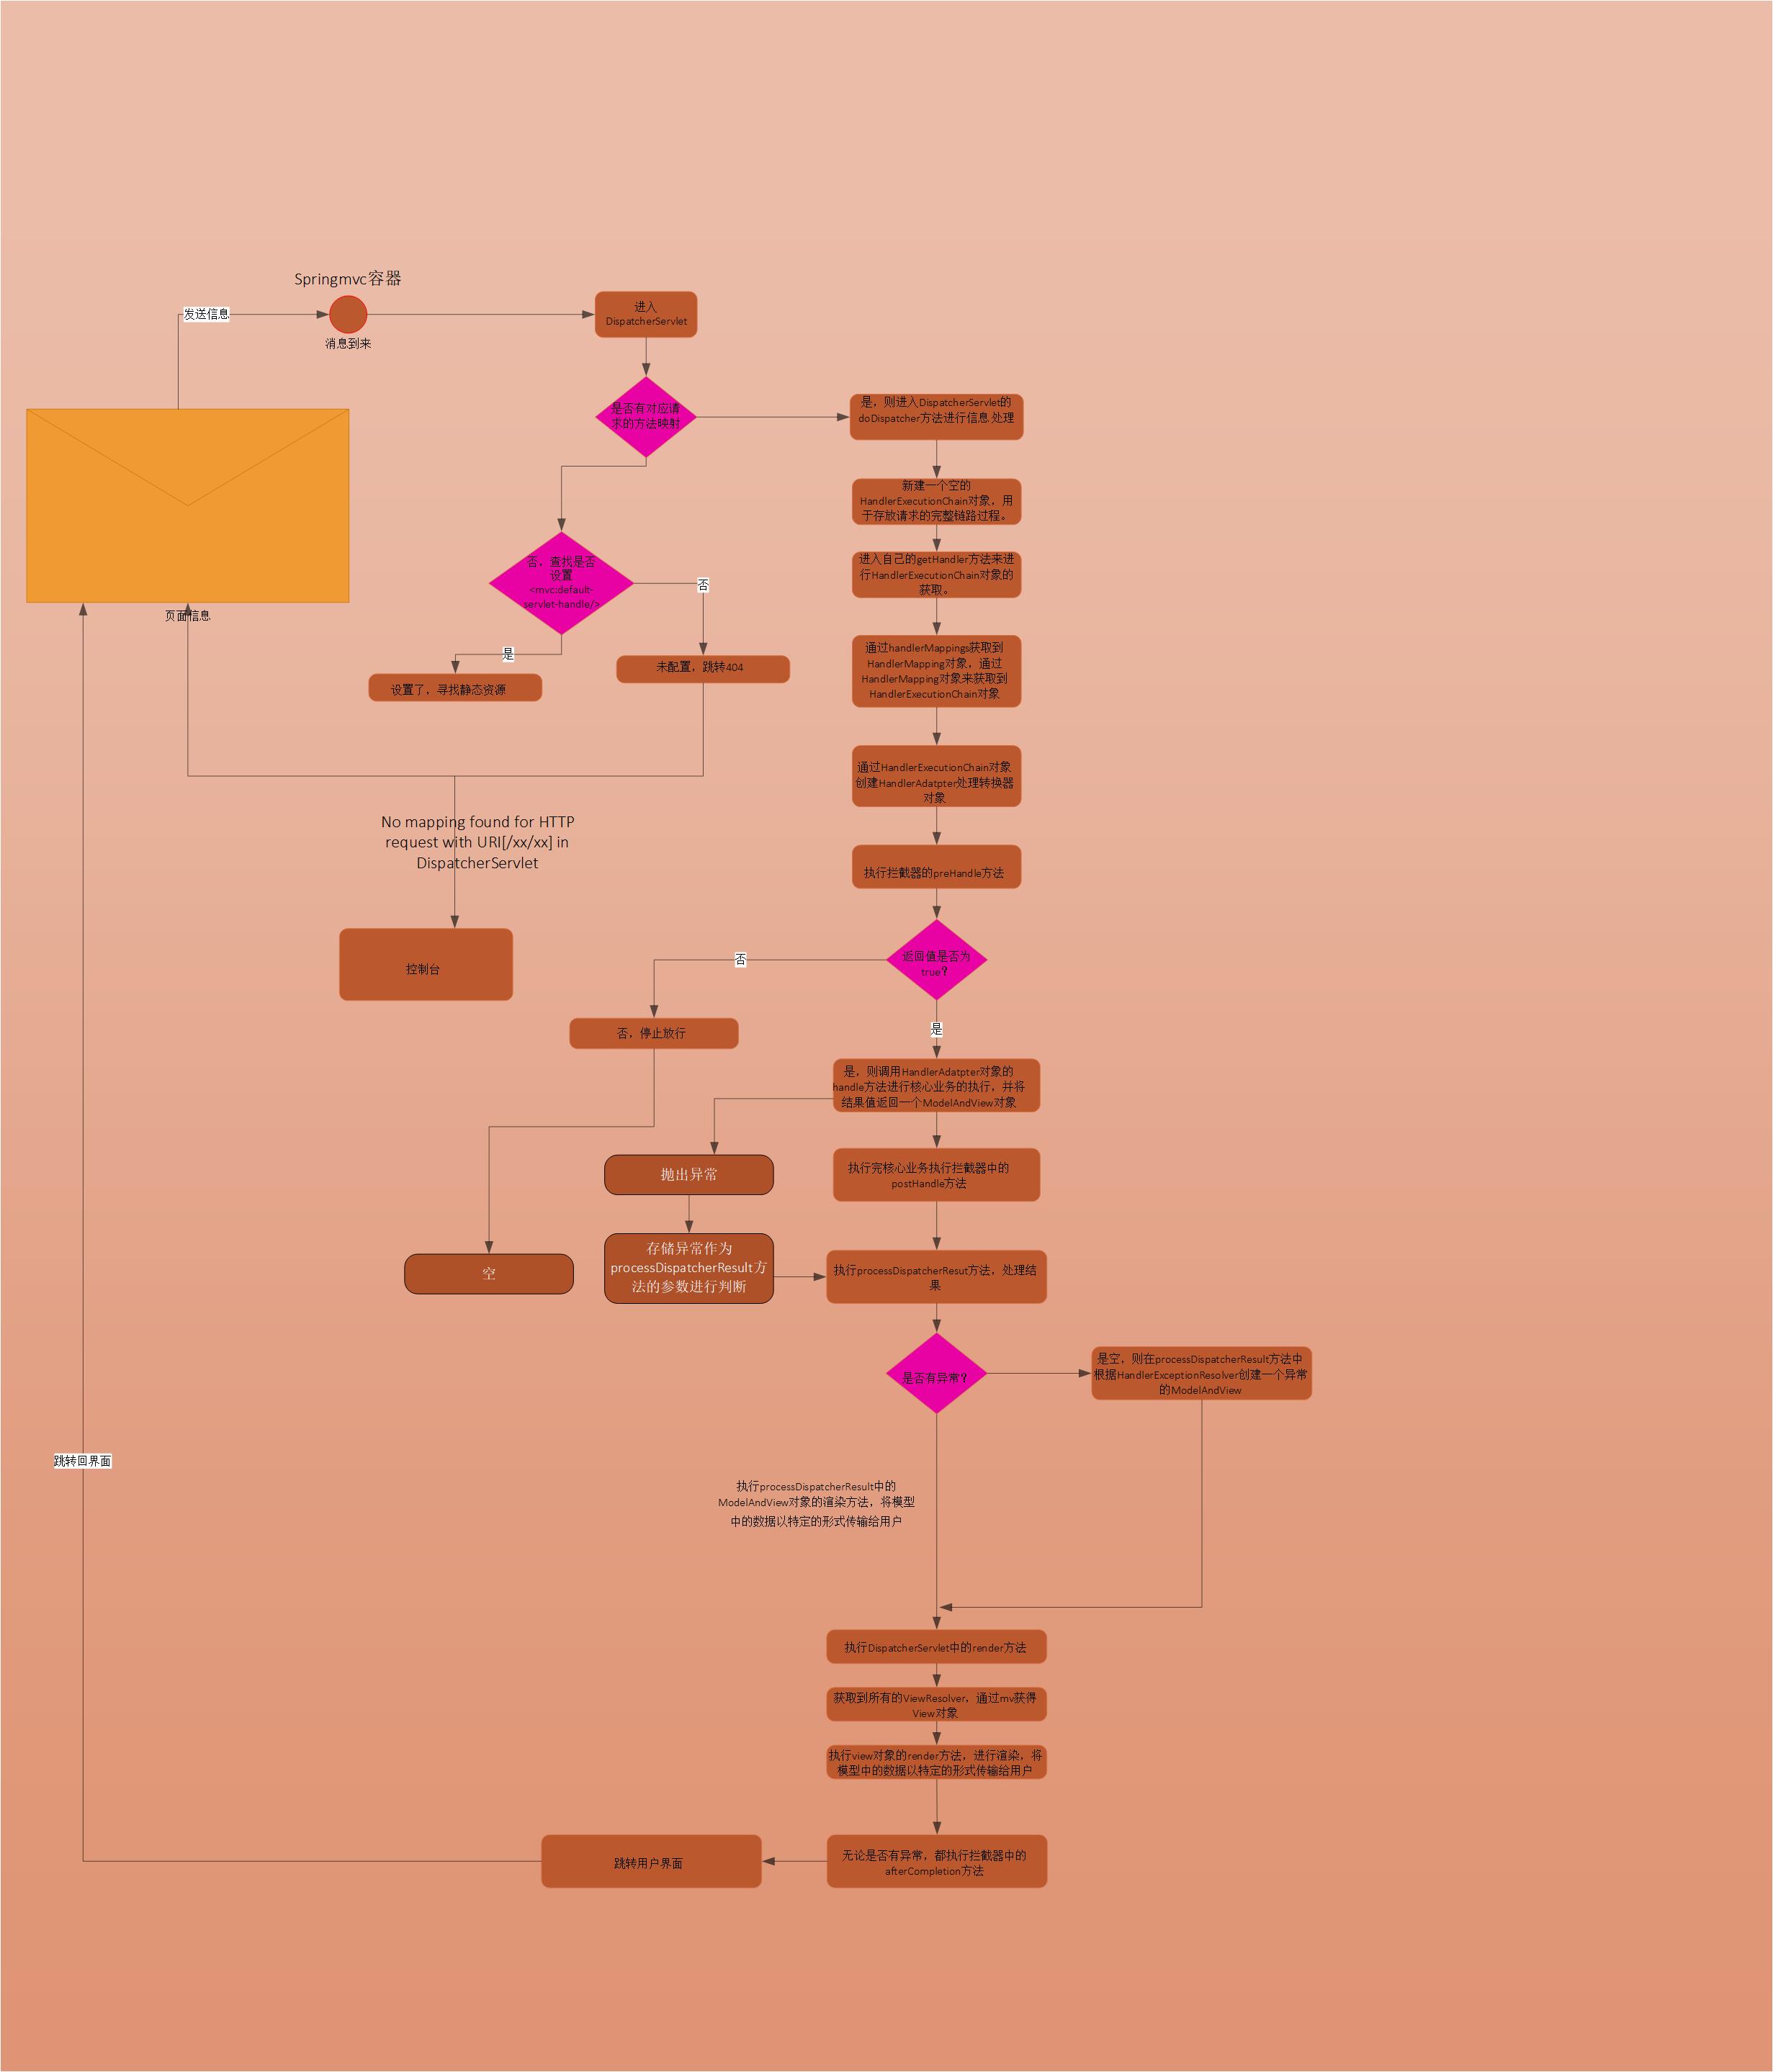 Springmvc容器
发送信息
消息到来
进入
DispatcherServlet
是否有对应请
求的方法映射
是，则进入DispatcherServlet的
doDispatcher方法进行信息处理
新建一个空的
HandlerExecutionChain对象，用
于存放请求的完整链路过程。
否，查找是否
设置
<mvc:default-
servlet-handle/>
否
进入自己的getHandler方法来进
行HandlerExecutionChain对象的
获取。
页面信息
是
未配置，跳转404
设置了，寻找静态资源
通过handlerMappings获取到
HandlerMapping对象，通过
HandlerMapping对象来获取到
HandlerExecutionChain对象
通过HandlerExecutionChain对象
创建HandlerAdatpter处理转换器
对象
No mapping found for HTTP
request with URI[/xx/xx] in
DispatcherServlet
执行拦截器的preHandle方法
控制台
否
返回值是否为
true？
否，停止放行
是
是，则调用HandlerAdatpter对象的
handle方法进行核心业务的执行，并将
结果值返回一个ModelAndView对象
抛出异常
执行完核心业务执行拦截器中的
postHandle方法
空
存储异常作为
processDispatcherResult方
法的参数进行判断
执行processDispatcherResut方法，处理结
果
是否有异常？
是空，则在processDispatcherResult方法中
根据HandlerExceptionResolver创建一个异常
的ModelAndView
跳转回界面
执行processDispatcherResult中的
ModelAndView对象的渲染方法，将模型
中的数据以特定的形式传输给用户
执行DispatcherServlet中的render方法
获取到所有的ViewResolver，通过mv获得
View对象
执行view对象的render方法，进行渲染，将
模型中的数据以特定的形式传输给用户
跳转用户界面
无论是否有异常，都执行拦截器中的
afterCompletion方法